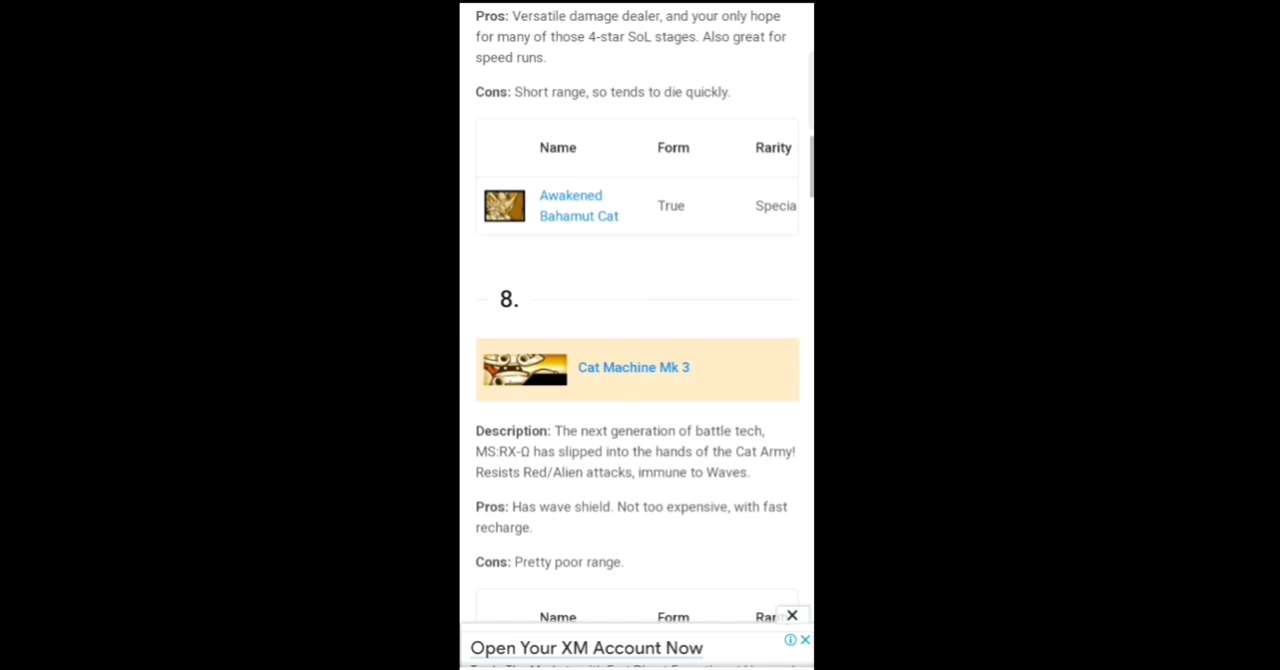 Pros: Versatile damage dealer, and your only hope
for many of those 4-star SoL stages. Also great for
speed runs.
Cons: Short range, so tends to die quickly.
Name Form Rarity
Awakened
Bahamut Cat
True
Specia
8.
Cat Machine Mk 3
Description: The next generation of battle tech,
MS:RX-Ω has slipped into the hands of the Cat Army!
Resists Red/Alien attacks, immune to Waves.
Pros: Has wave shield. Not too expensive, with fast
recharge.
Cons: Pretty poor range.
Name Form
Open Your XM Account Now